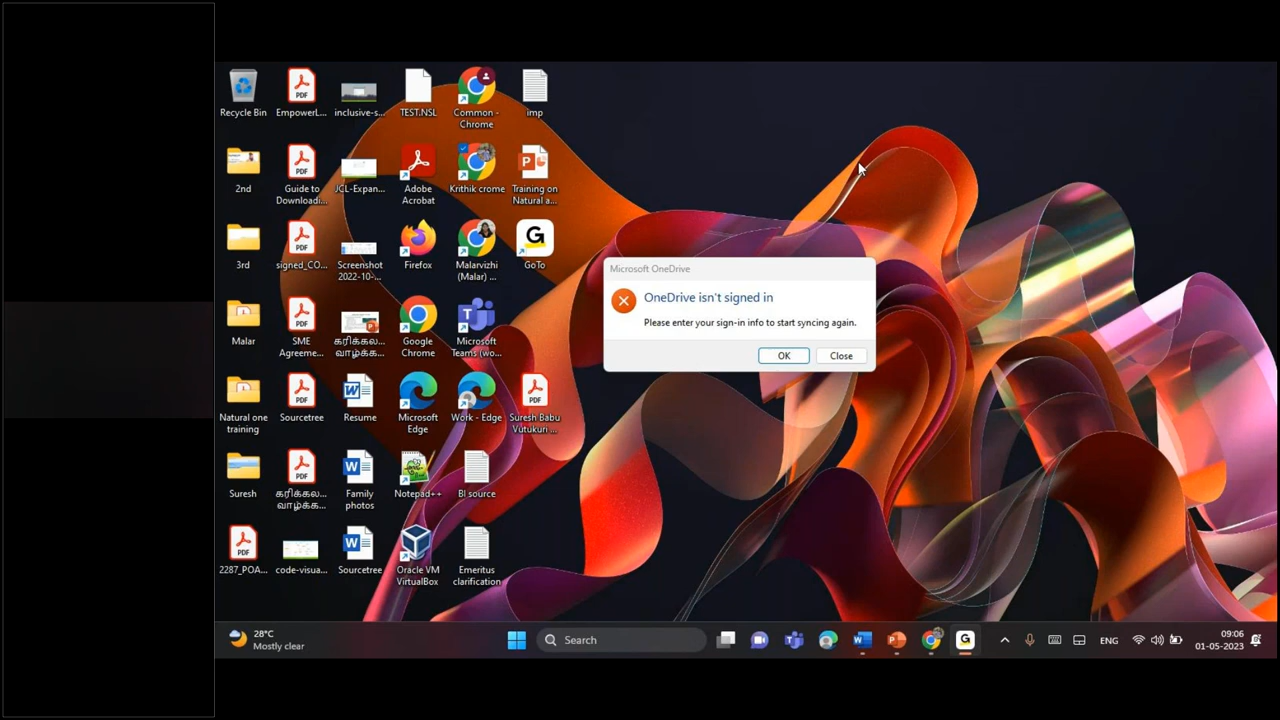 Recycle Bin
EmpowerL...
inclusive-s...
TEST.NSL
Common -
Chrome
imp
2nd
Guide to
Downloadi...
JCL-Expan...
Adobe
Acrobat
Krithik crome
Training on
Natural a...
3rd
signed_CO...
Screenshot
2022-10-...
Firefox
Malarvizhi
(Malar) ...
GoTo
Malar
SME
Agreeme...
கரிக்கல...
வாழ்க்க...
Google
Chrome
Microsoft
Teams (wo...
Natural one
training
Sourcetree
Resume
Microsoft
Edge
Work - Edge
Suresh Babu
Vutukuri ...
Suresh
கரிக்கல...
வாழ்க்க...
Family
photos
Notepad++
BI source
2287_POA...
code-visua...
Sourcetree
Oracle VM
VirtualBox
Emeritus
clarification
Microsoft OneDrive
OneDrive isn't signed in
Please enter your sign-in info to start syncing again.
OK
Close
28°C
Mostly clear
Search
ENG
09:06
01-05-2023